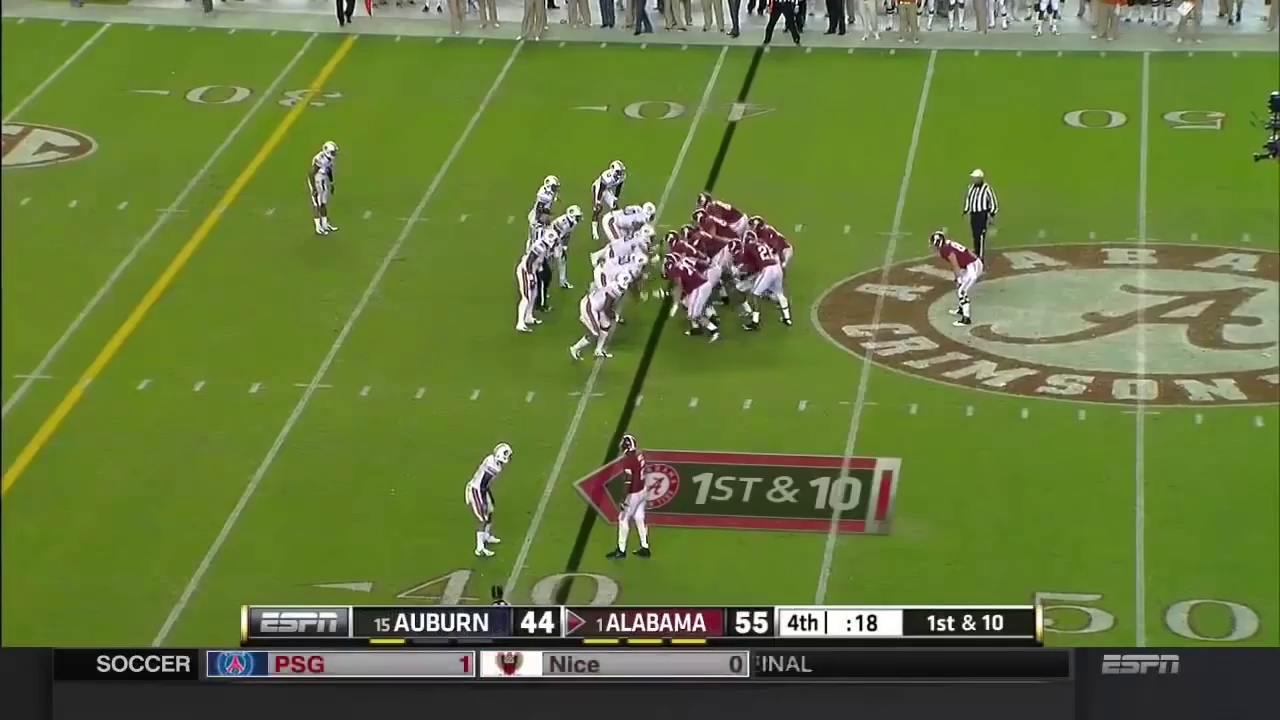 30
40
50
ALABAMA
CRIMSON
1ST & 10
40
50
ESPN 15 AUBURN 44 1 ALABAMA 55 4th :18 1st & 10
SOCCER PSG 1 Nice 0 FINAL ESPN